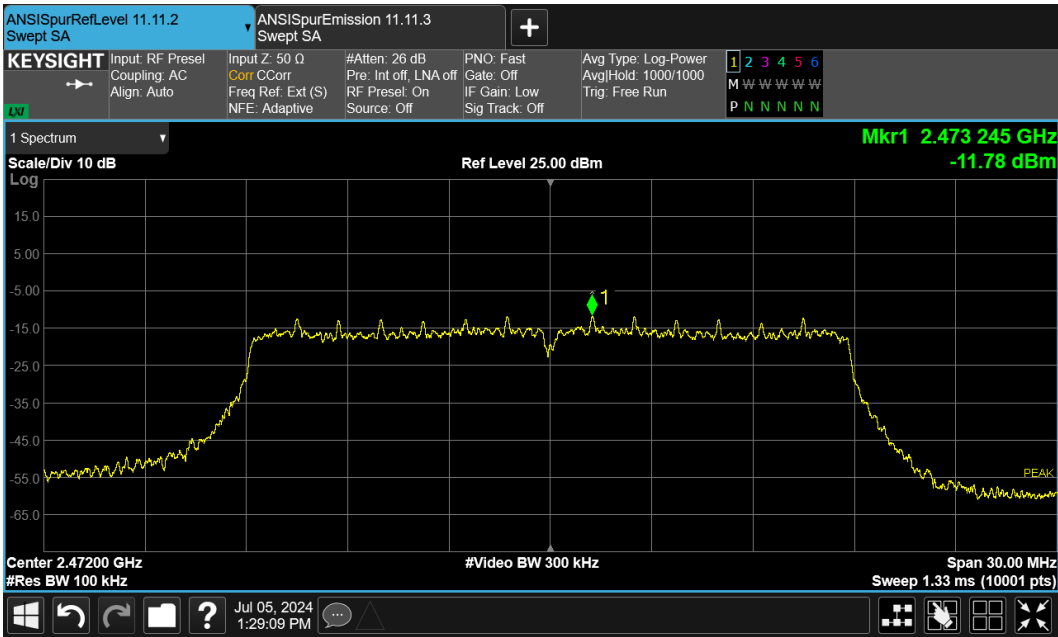 ANSISpurRefLevel 11.11.2
Swept SA
ANSISpurEmission 11.11.3
Swept SA
KEYSIGHT
LXI
Input: RF Presel
Coupling: AC
Align: Auto
Input Z: 50 Ω
Corr CCorr
Freq Ref: Ext (S)
NFE: Adaptive
#Atten: 26 dB
Pre: Int off, LNA off
RF Presel: On
Source: Off
PNO: Fast
Gate: Off
IF Gain: Low
Sig Track: Off
Avg Type: Log-Power
Avg|Hold: 1000/1000
Trig: Free Run
1 2 3 4 5 6
M W W W W W
P N N N N N
1 Spectrum
Mkr1 2.473 245 GHz
-11.78 dBm
Scale/Div 10 dB
Ref Level 25.00 dBm
Log
15.0
5.00
-5.00
-15.0
-25.0
-35.0
-45.0
-55.0
-65.0
1
PEAK
Center 2.47200 GHz
#Video BW 300 kHz
Span 30.00 MHz
#Res BW 100 kHz
Sweep 1.33 ms (10001 pts)
?
Jul 05, 2024
1:29:09 PM